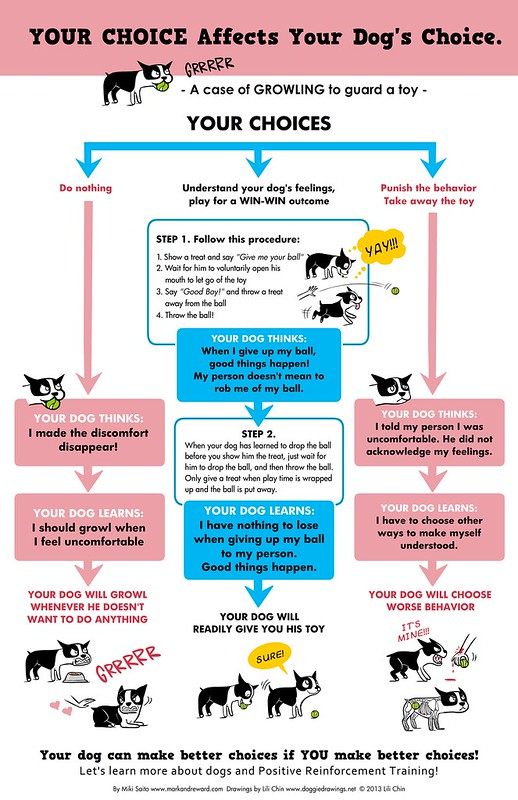 YOUR CHOICE Affects Your Dog's Choice.
GRRRRR
- A case of GROWLING to guard a toy -
YOUR CHOICES
Do nothing
Understand your dog's feelings,
play for a WIN-WIN outcome
Punish the behavior
Take away the toy
STEP 1. Follow this procedure:
1. Show a treat and say "Give me your ball"
2. Wait for him to voluntarily open his
mouth to let go of the toy
3. Say "Good Boy!" and throw a treat
away from the ball
4. Throw the ball!
YAY!!!
YOUR DOG THINKS:
When I give up my ball,
good things happen!
My person doesn't mean to
rob me of my ball.
YOUR DOG THINKS:
I made the discomfort
disappear!
STEP 2.
When your dog has learned to drop the ball
before you show him the treat, just wait for
him to drop the ball, and then throw the ball.
Only give a treat when play time is wrapped
up and the ball is put away.
YOUR DOG THINKS:
I told my person I was
uncomfortable. He did not
acknowledge my feelings.
YOUR DOG LEARNS:
I should growl when
I feel uncomfortable
YOUR DOG LEARNS:
I have nothing to lose
when giving up my ball
to my person.
Good things happen.
YOUR DOG LEARNS:
I have to choose other
ways to make myself
understood.
YOUR DOG WILL GROWL
WHENEVER HE DOESN'T
WANT TO DO ANYTHING
GRRRRR
YOUR DOG WILL
READILY GIVE YOU HIS TOY
SURE!
YOUR DOG WILL CHOOSE
WORSE BEHAVIOR
IT'S
MINE!!!
Your dog can make better choices if YOU make better choices!
Let's learn more about dogs and Positive Reinforcement Training!
By Miki Saito www.markandreward.com Drawings by Lili Chin www.doggiedrawings.net © 2013 Lili Chin